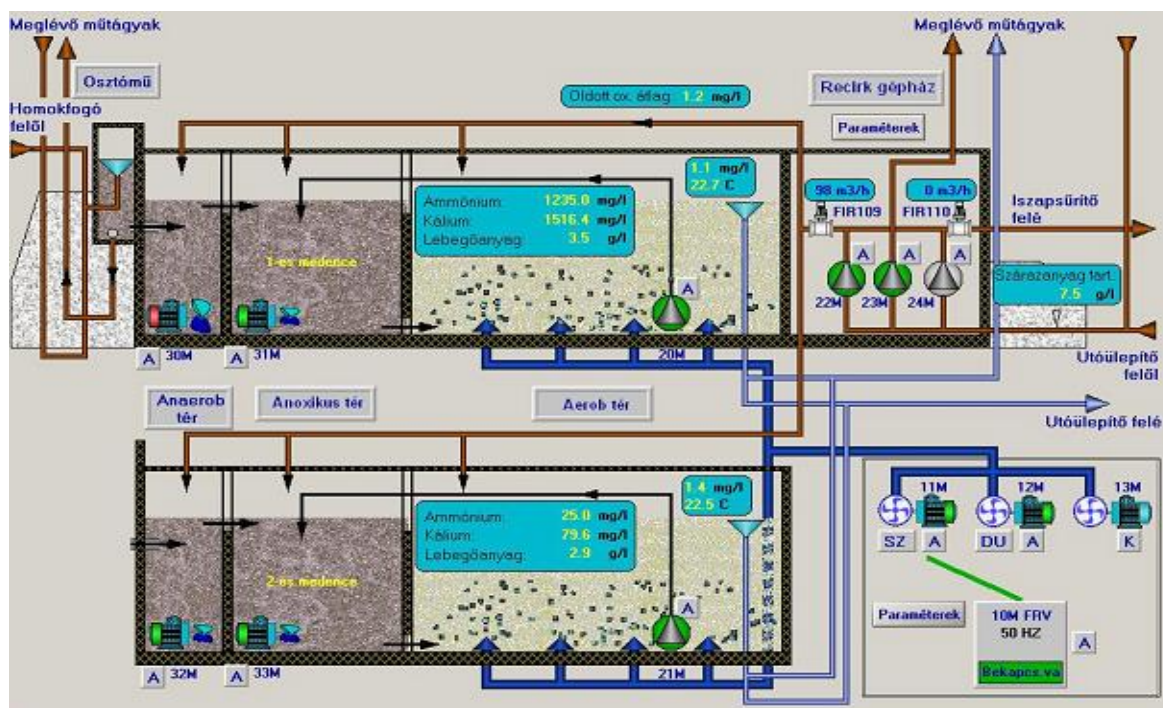 Meglévő műtágyak
Meglévő műtágyak
Osztómű
Homokfogó
felől
Oldott ox. átlag: 1.2 mg/l
Recirk gépház
Paraméterek
1.1 mg/l
22.7 C
98 m3/h
0 m3/h
FIR109
FIR110
Iszapsűrítő
felé
Ammónium: 1235.0 mg/l
Kálium: 1516.4 mg/l
Lebegőanyag: 3.5 g/l
1-es medence
A
A
A
A
22M
23M
24M
Szárazanyag tart.
7.5 g/l
A
30M
A
31M
20M
Utóülepítő
felől
Anaerob
tér
Anoxikus tér
Aerob tér
Utóülepítő felé
1.4 mg/l
22.5 C
Ammónium: 25.0 mg/l
Kálium: 79.6 mg/l
Lebegőanyag: 2.9 g/l
2-es medence
A
11M
12M
13M
SZ
A
DU
A
K
Paraméterek
10M FRV
50 HZ
Bekapcs.va
A
A
32M
A
33M
21M